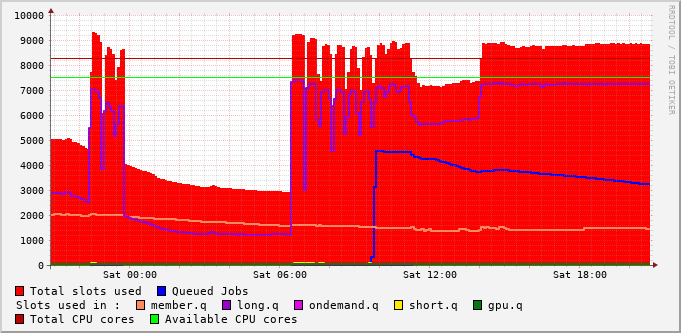 10000
9000
8000
7000
6000
5000
4000
3000
2000
1000
0
Sat 00:00 Sat 06:00 Sat 12:00 Sat 18:00
RRDTOOL / TOBI OETIKER
Total slots used Queued Jobs
Slots used in : member.q long.q ondemand.q short.q gpu.q
Total CPU cores Available CPU cores